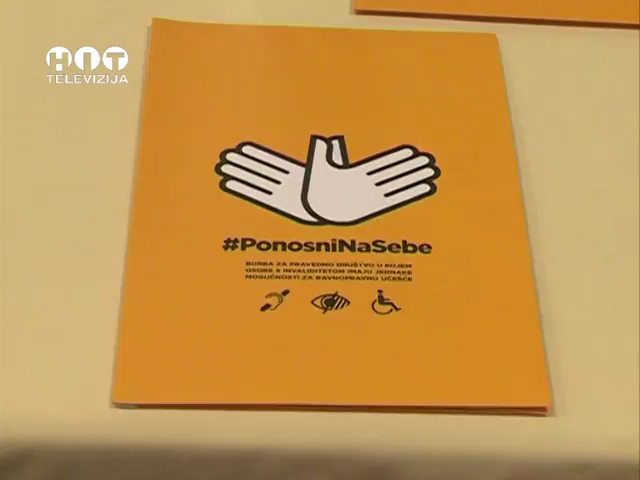 HIT
TELEVIZIJA
#PonosniNaSebe
BORBA ZA PRAVEDNO DRUŠTVO U KOJEM
OSOBE S INVALIDITETOM IMAJU JEDNAKE
MOGUĆNOSTI ZA RAVNOPRAVNO UČEŠĆE